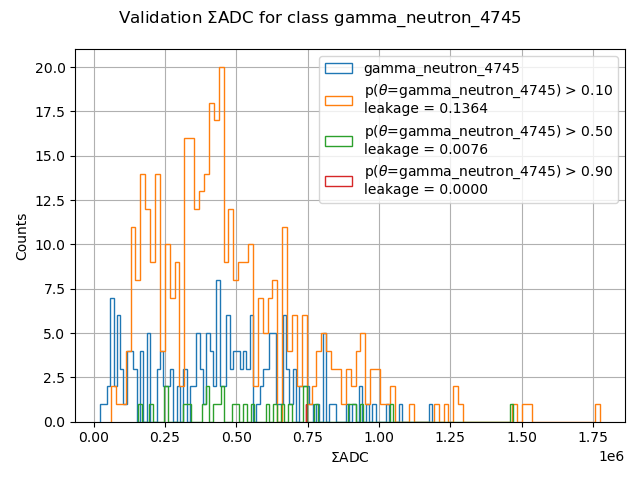 Validation ΣADC for class gamma_neutron_4745
gamma_neutron_4745
p(θ=gamma_neutron_4745) > 0.10
leakage = 0.1364
p(θ=gamma_neutron_4745) > 0.50
leakage = 0.0076
p(θ=gamma_neutron_4745) > 0.90
leakage = 0.0000
Counts
20.0
17.5
15.0
12.5
10.0
7.5
5.0
2.5
0.0
0.00 0.25 0.50 0.75 1.00 1.25 1.50 1.75
1e6
ΣADC